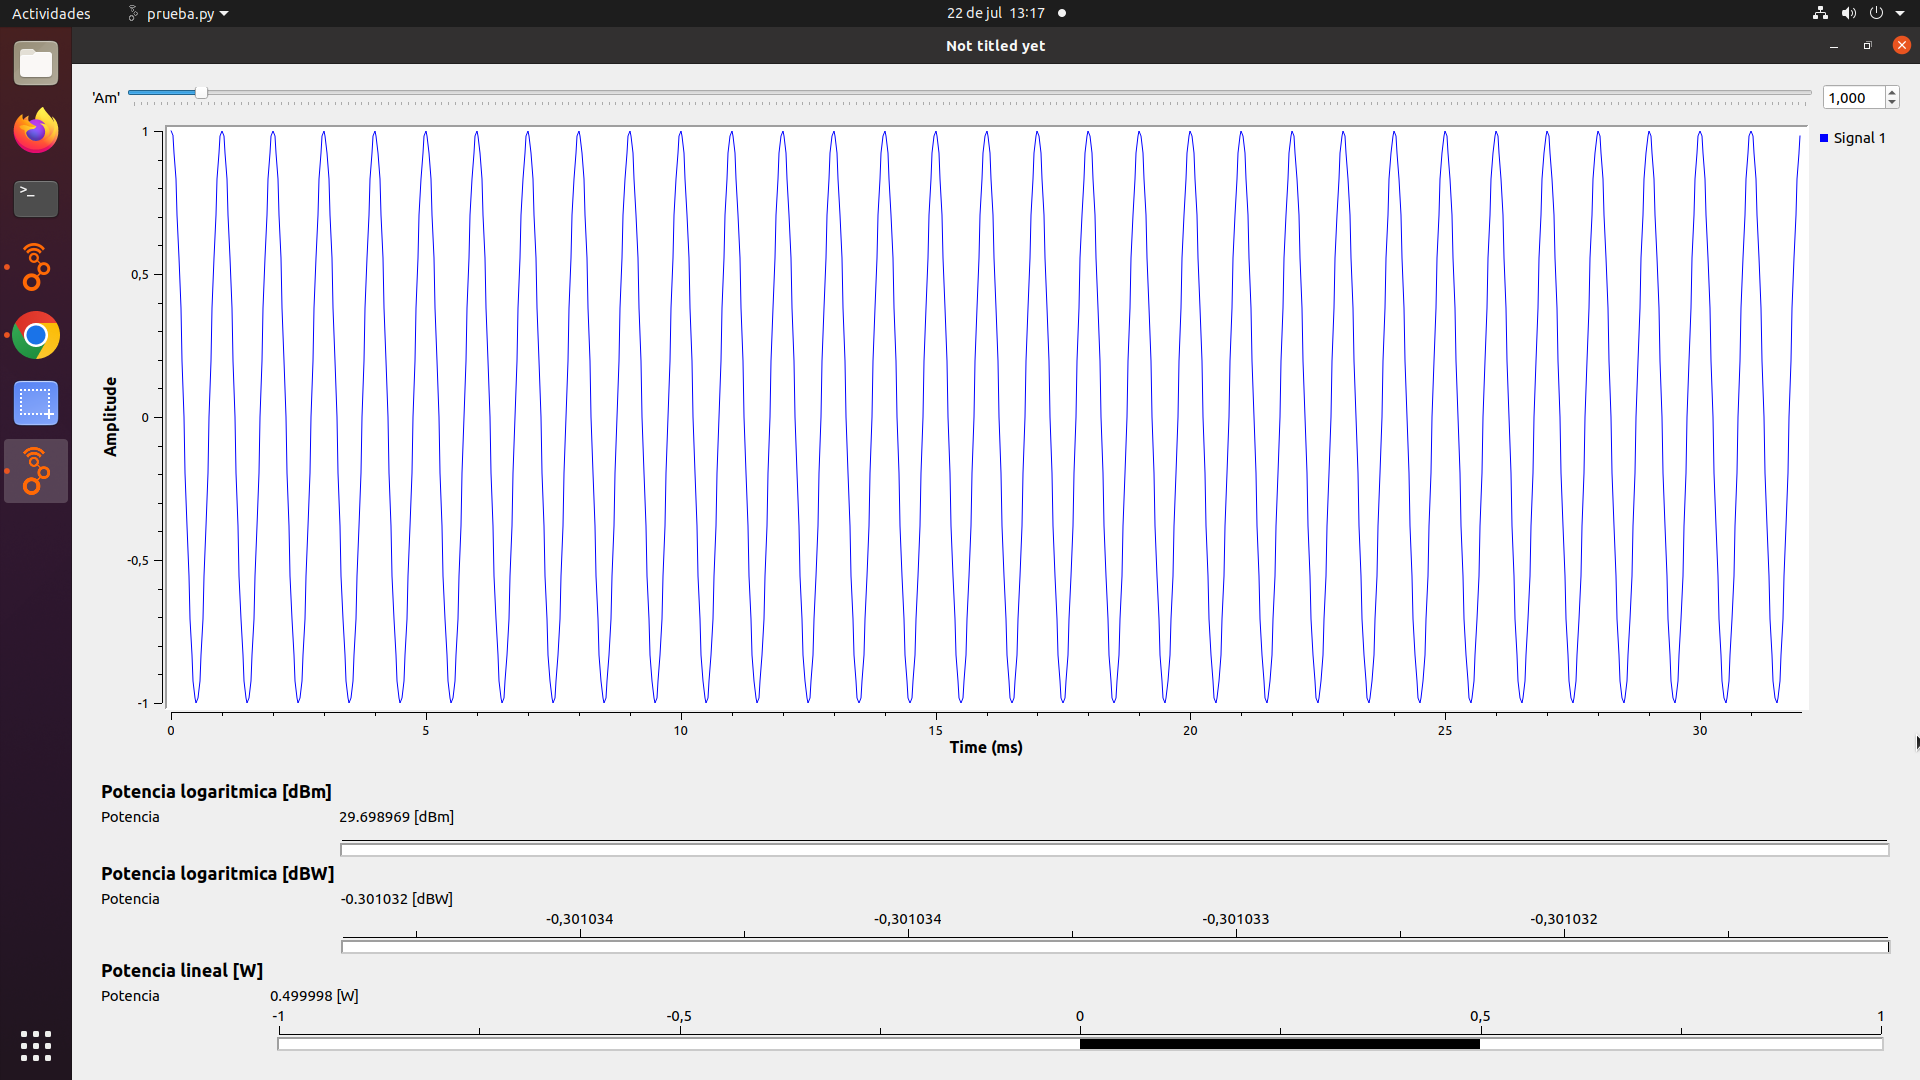 Actividades prueba.py 22 de jul 13:17
Not titled yet
'Am' 1,000
Signal 1
1
0,5
0
-0,5
-1
Amplitude
0 5 10 15 20 25 30
Time (ms)
Potencia logaritmica [dBm]
Potencia 29.698969 [dBm]
Potencia logaritmica [dBW]
Potencia -0.301032 [dBW]
-0,301034 -0,301034 -0,301033 -0,301032
Potencia lineal [W]
Potencia 0.499998 [W]
-1 -0,5 0 0,5 1